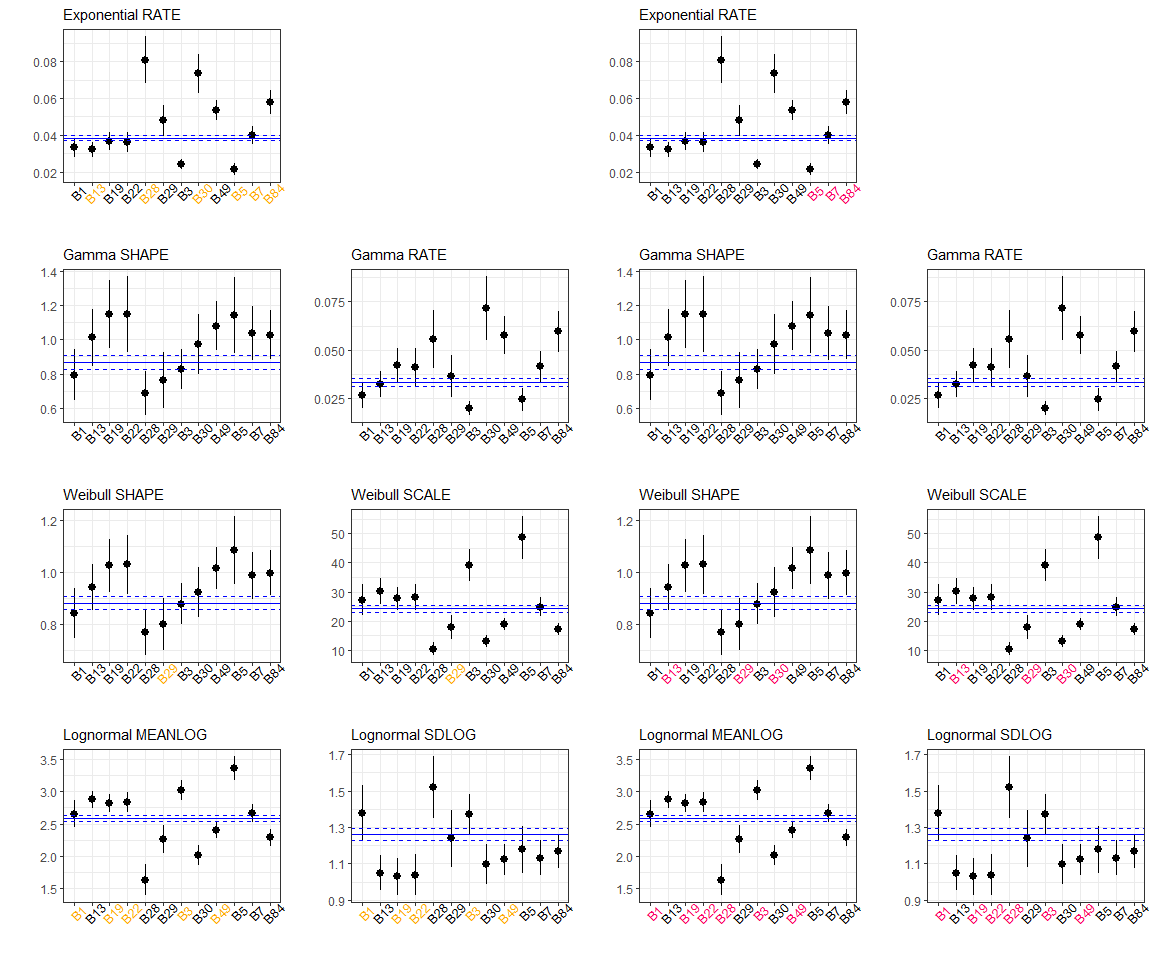 Exponential RATE
0.08
0.06
0.04
0.02
B1 B13 B19 B22 B28 B29 B3 B30 B49 B5 B7 B84
Exponential RATE
0.08
0.06
0.04
0.02
B1 B13 B19 B22 B28 B29 B3 B30 B49 B5 B7 B84
Gamma SHAPE
1.4
1.2
1.0
0.8
0.6
B1 B13 B19 B22 B28 B29 B3 B30 B49 B5 B7 B84
Gamma RATE
0.075
0.050
0.025
B1 B13 B19 B22 B28 B29 B3 B30 B49 B5 B7 B84
Gamma SHAPE
1.4
1.2
1.0
0.8
0.6
B1 B13 B19 B22 B28 B29 B3 B30 B49 B5 B7 B84
Gamma RATE
0.075
0.050
0.025
B1 B13 B19 B22 B28 B29 B3 B30 B49 B5 B7 B84
Weibull SHAPE
1.2
1.0
0.8
B1 B13 B19 B22 B28 B29 B3 B30 B49 B5 B7 B84
Weibull SCALE
50
40
30
20
10
B1 B13 B19 B22 B28 B29 B3 B30 B49 B5 B7 B84
Weibull SHAPE
1.2
1.0
0.8
B1 B13 B19 B22 B28 B29 B3 B30 B49 B5 B7 B84
Weibull SCALE
50
40
30
20
10
B1 B13 B19 B22 B28 B29 B3 B30 B49 B5 B7 B84
Lognormal MEANLOG
3.5
3.0
2.5
2.0
1.5
B1 B13 B19 B22 B28 B29 B3 B30 B49 B5 B7 B84
Lognormal SDLOG
1.7
1.5
1.3
1.1
0.9
B1 B13 B19 B22 B28 B29 B3 B30 B49 B5 B7 B84
Lognormal MEANLOG
3.5
3.0
2.5
2.0
1.5
B1 B13 B19 B22 B28 B29 B3 B30 B49 B5 B7 B84
Lognormal SDLOG
1.7
1.5
1.3
1.1
0.9
B1 B13 B19 B22 B28 B29 B3 B30 B49 B5 B7 B84